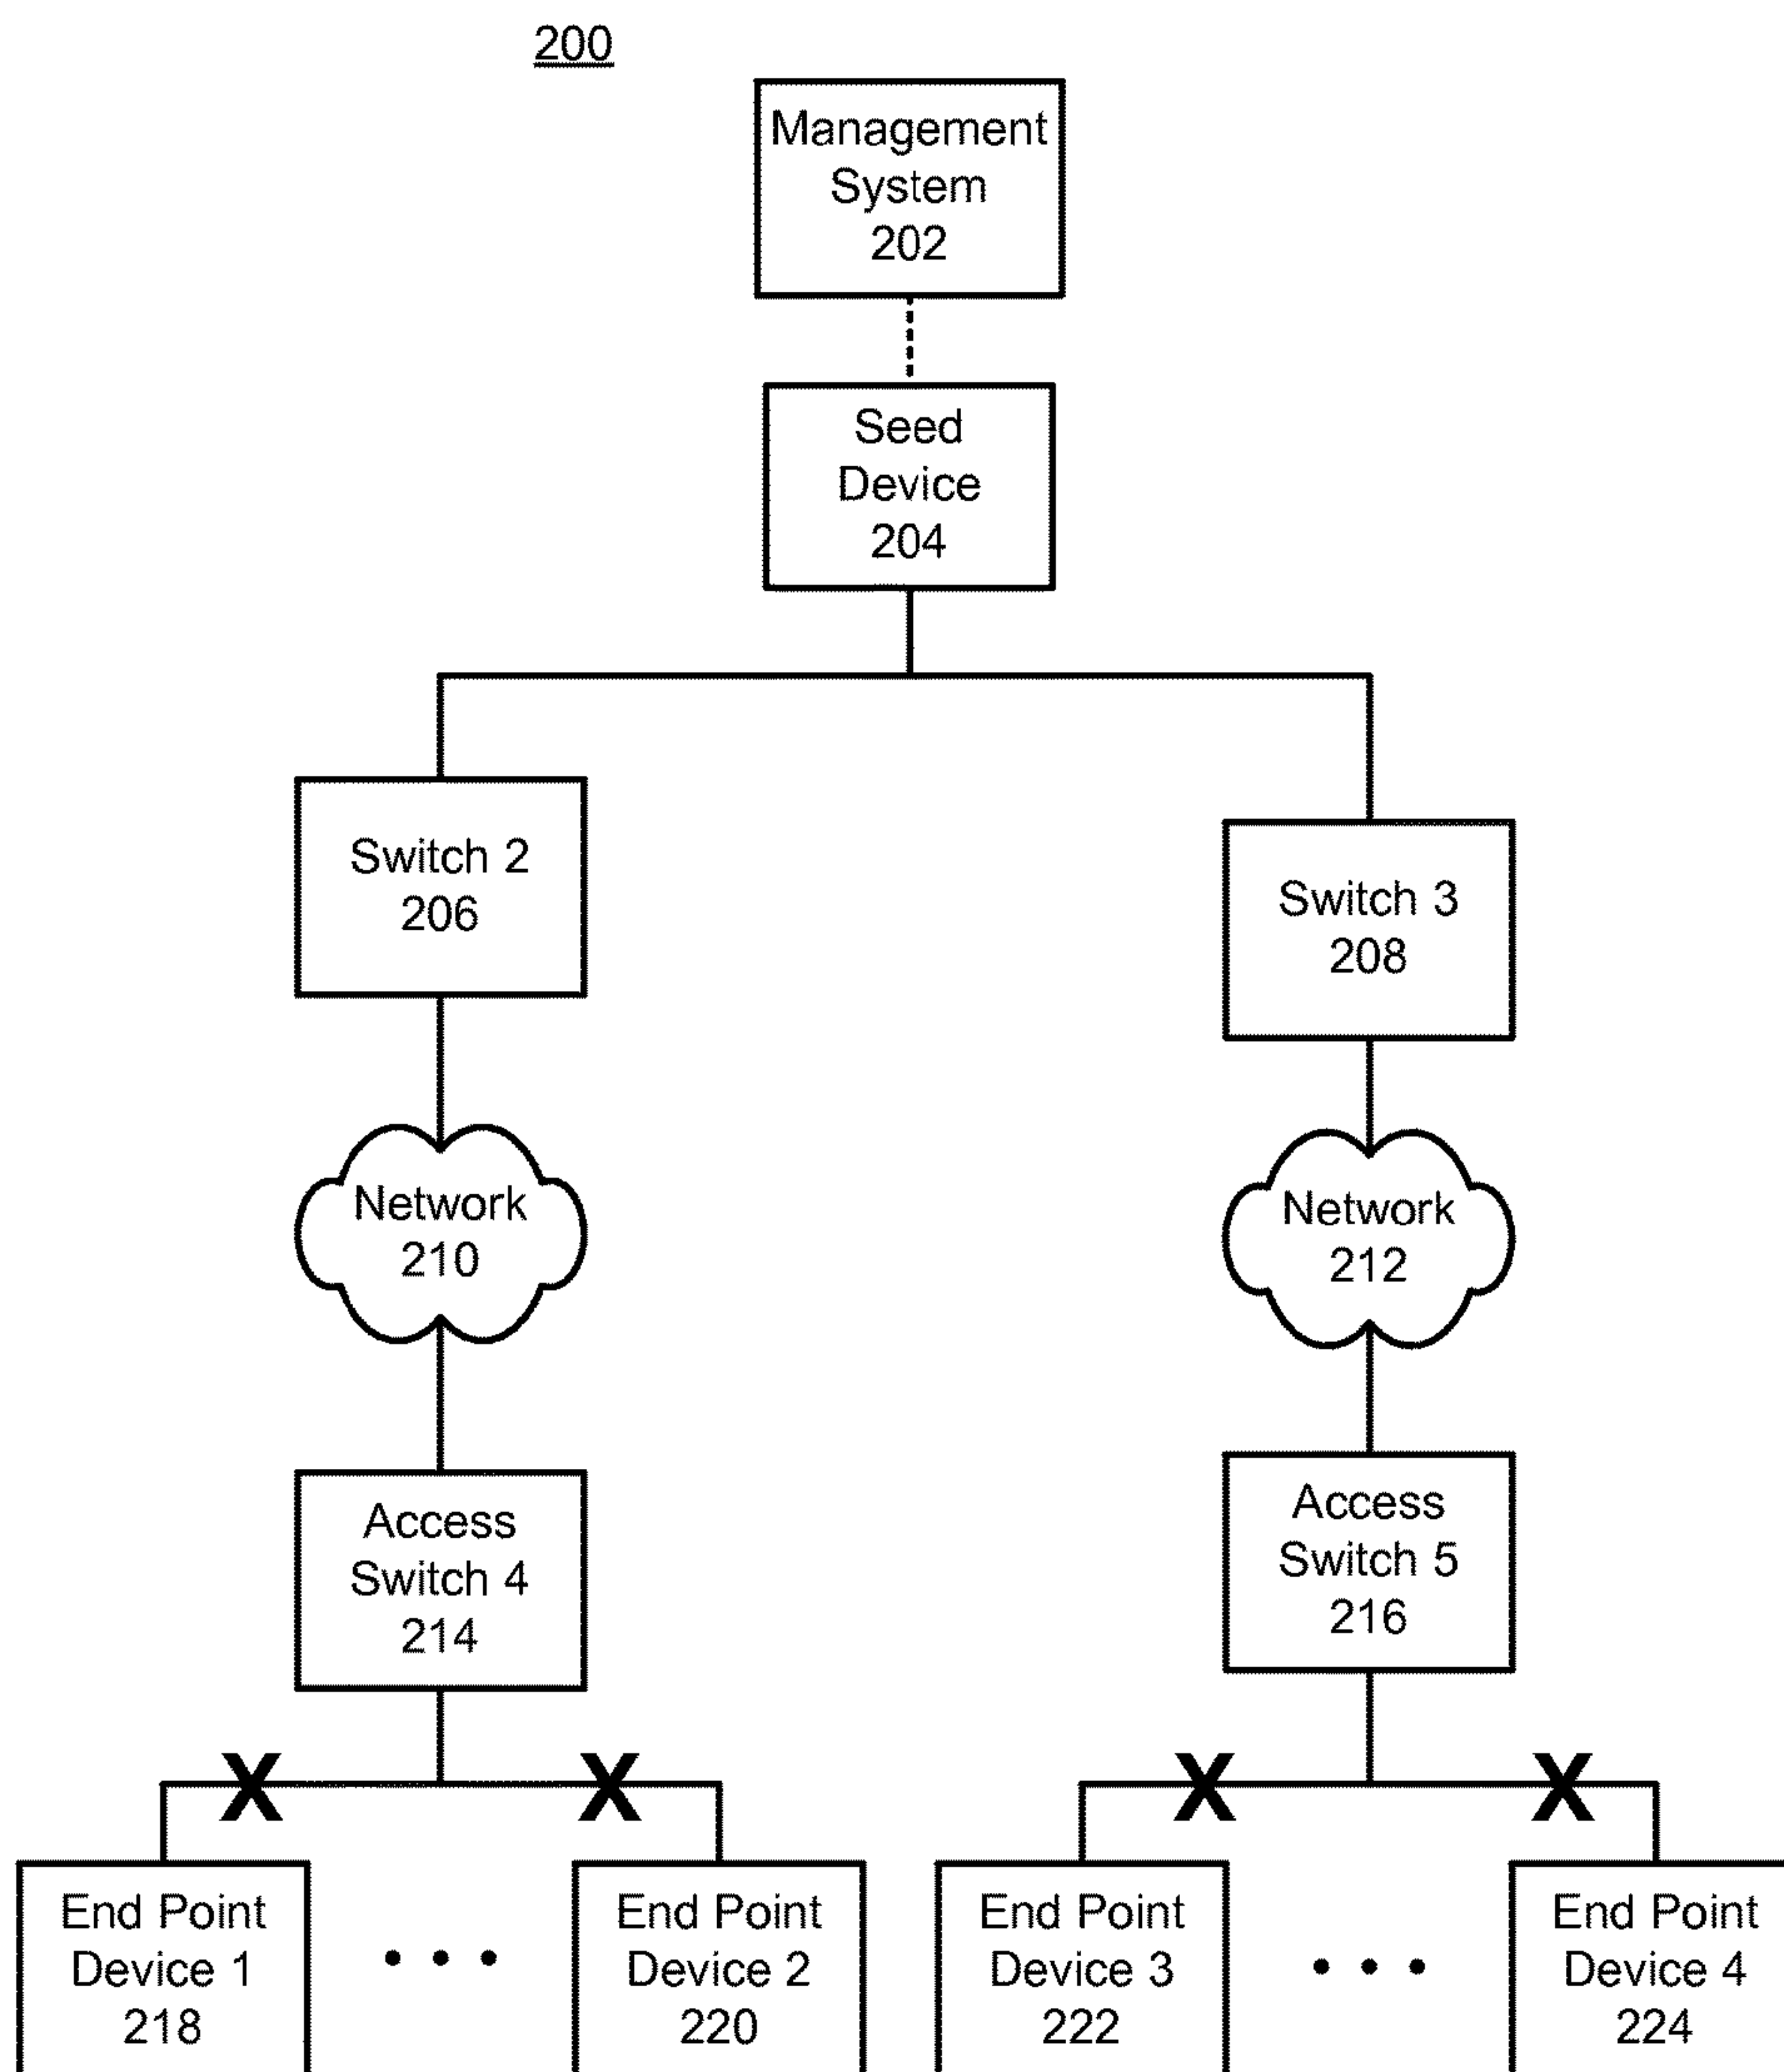 200
Management
System
202
Seed
Device
204
Switch 2
206
Switch 3
208
Network
210
Network
212
Access
Switch 4
214
Access
Switch 5
216
X
X
X
X
End Point
Device 1
218
• • •
End Point
Device 2
220
End Point
Device 3
222
• • •
End Point
Device 4
224